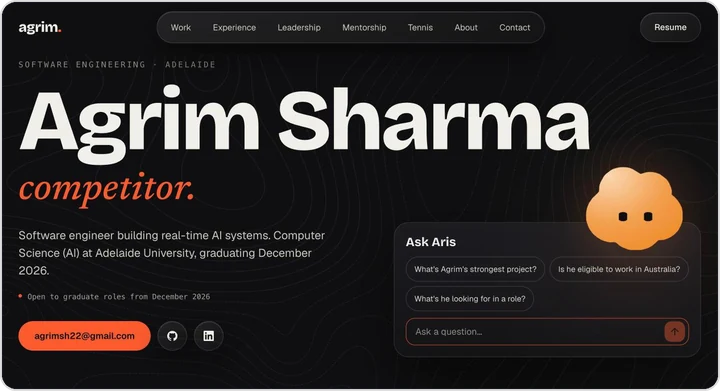 agrim.
Work Experience Leadership Mentorship Tennis About Contact
Resume
SOFTWARE ENGINEERING · ADELAIDE
Agrim Sharma
competitor.
Software engineer building real-time AI systems. Computer
Science (AI) at Adelaide University, graduating December
2026.
Open to graduate roles from December 2026
agrimsh22@gmail.com
in
Ask Aris
What's Agrim's strongest project?
Is he eligible to work in Australia?
What's he looking for in a role?
Ask a question...